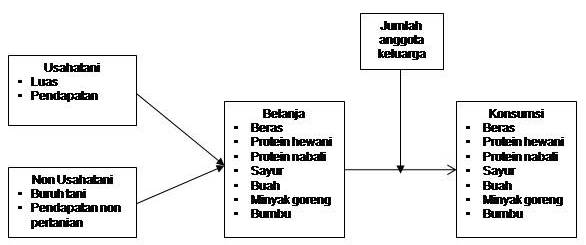 Jumlah
anggota
keluarga
Usahatani
• Luas
• Pendapatan
Non Usahatani
• Buruh tani
• Pendapatan non
pertanian
Belanja
• Beras
• Protein hewani
• Protein nabati
• Sayur
• Buah
• Minyak goreng
• Bumbu
Konsumsi
• Beras
• Protein hewani
• Protein nabati
• Sayur
• Buah
• Minyak goreng
• Bumbu